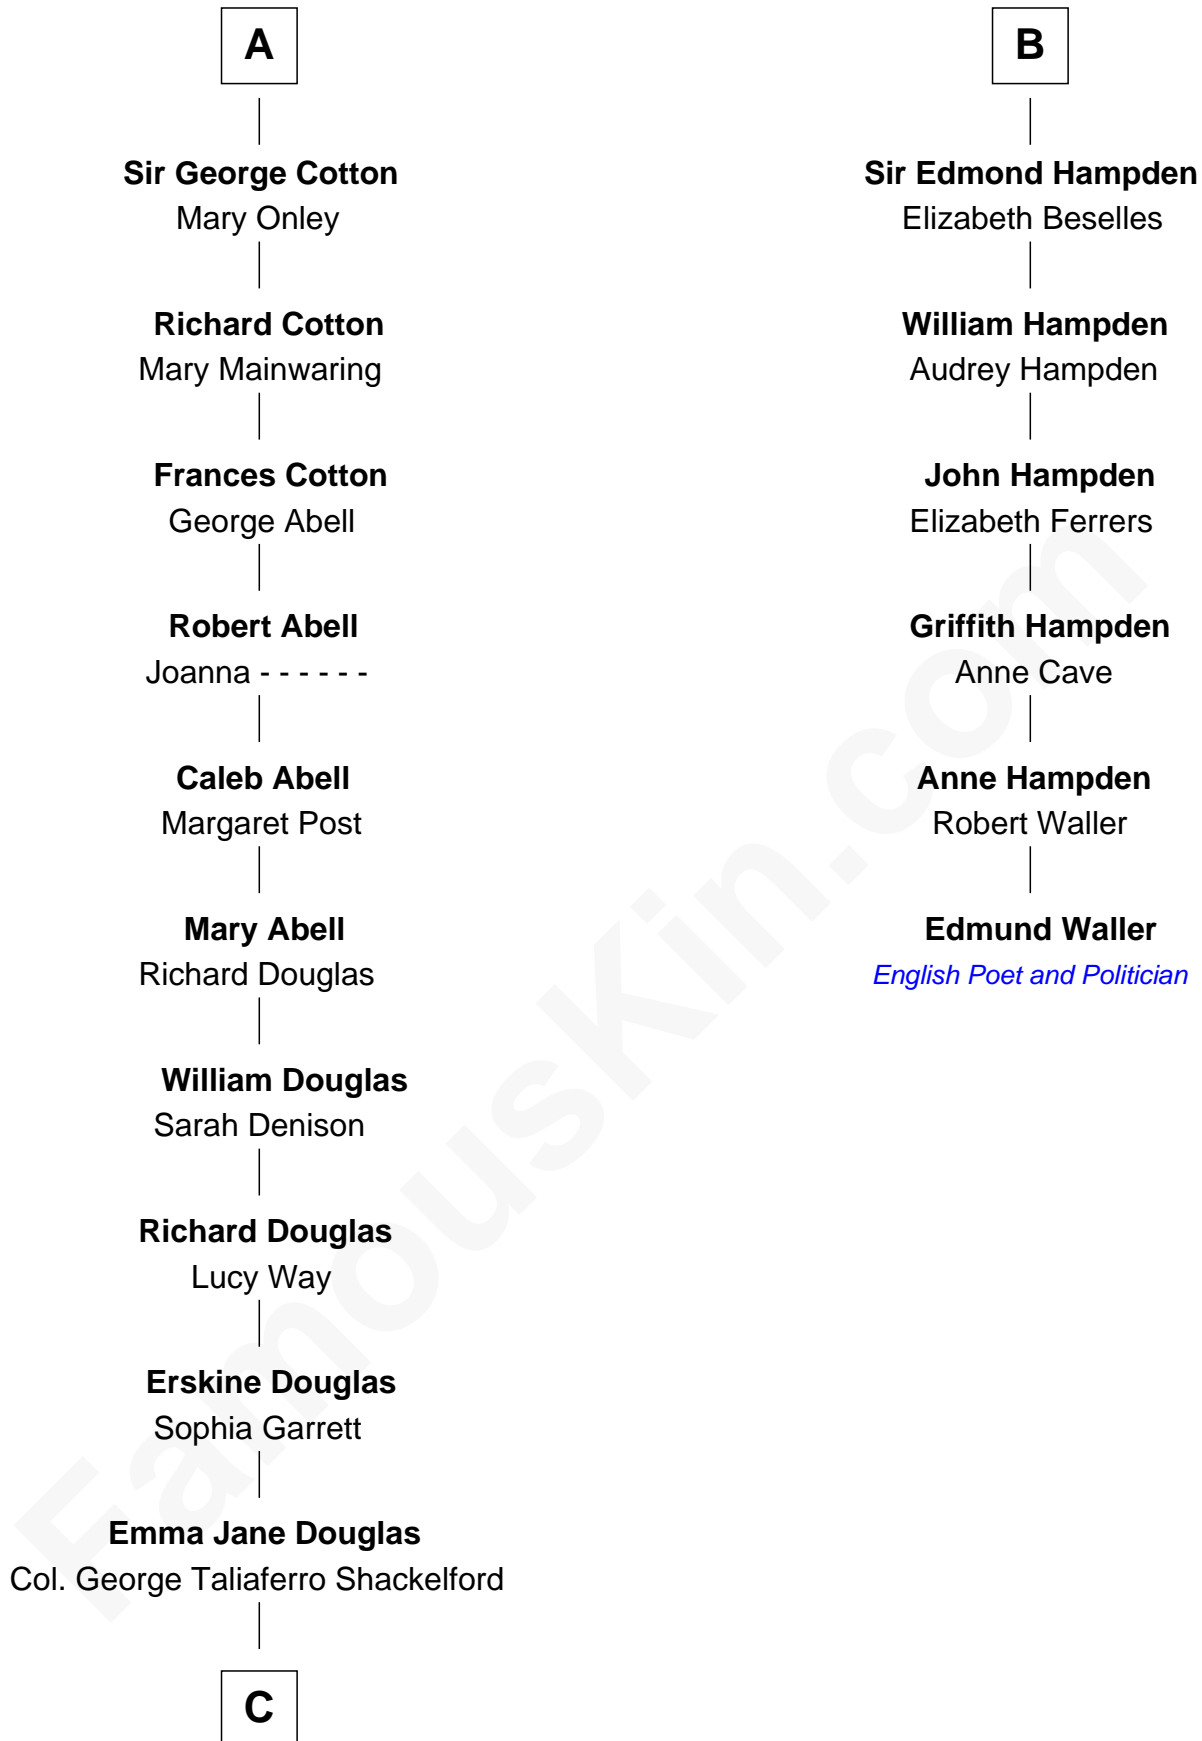 A
Sir George Cotton
Mary Onley
Richard Cotton
Mary Mainwaring
Frances Cotton
George Abell
Robert Abell
Joanna - - - - - -
Caleb Abell
Margaret Post
Mary Abell
Richard Douglas
William Douglas
Sarah Denison
Richard Douglas
Lucy Way
Erskine Douglas
Sophia Garrett
Emma Jane Douglas
Col. George Taliaferro Shackelford
C
B
Sir Edmond Hampden
Elizabeth Beselles
William Hampden
Audrey Hampden
John Hampden
Elizabeth Ferrers
Griffith Hampden
Anne Cave
Anne Hampden
Robert Waller
Edmund Waller
English Poet and Politician
FamousKin.com